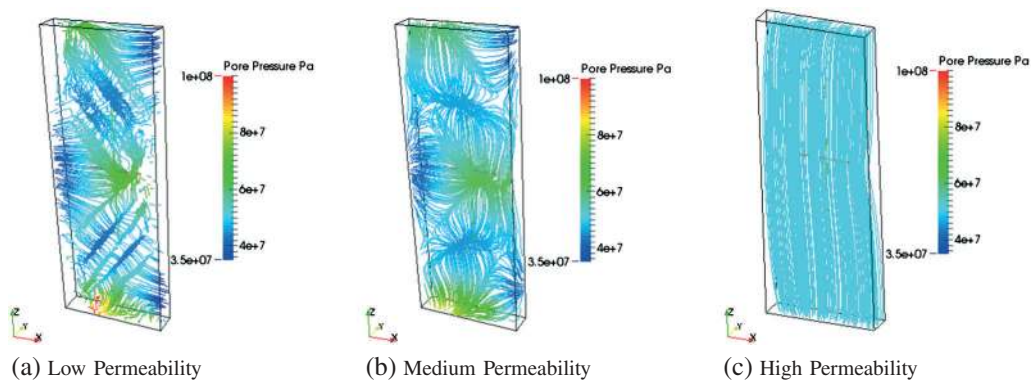 Pore Pressure Pa
1e+08
8e+7
6e+7
4e+7
3.5e+07
Z
Y
X
(a) Low Permeability
Pore Pressure Pa
1e+08
8e+7
6e+7
4e+7
3.5e+07
Z
Y
X
(b) Medium Permeability
Pore Pressure Pa
1e+08
8e+7
6e+7
4e+7
3.5e+07
Z
Y
X
(c) High Permeability